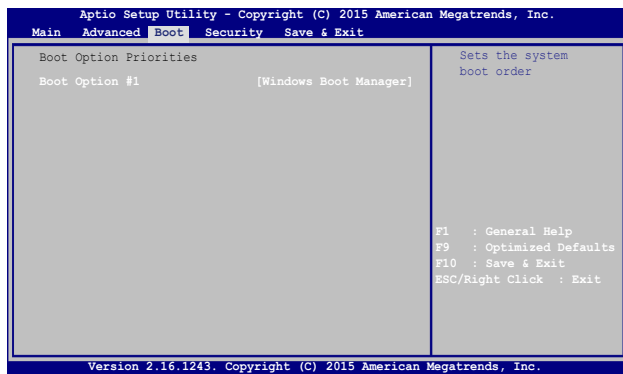 Aptio Setup Utility - Copyright (C) 2015 American Megatrends, Inc.
Main Advanced Boot Security Save & Exit
Boot Option Priorities
Boot Option #1 [Windows Boot Manager]
Sets the system
boot order
F1 : General Help
F9 : Optimized Defaults
F10 : Save & Exit
ESC/Right Click : Exit
Version 2.16.1243. Copyright (C) 2015 American Megatrends, Inc.